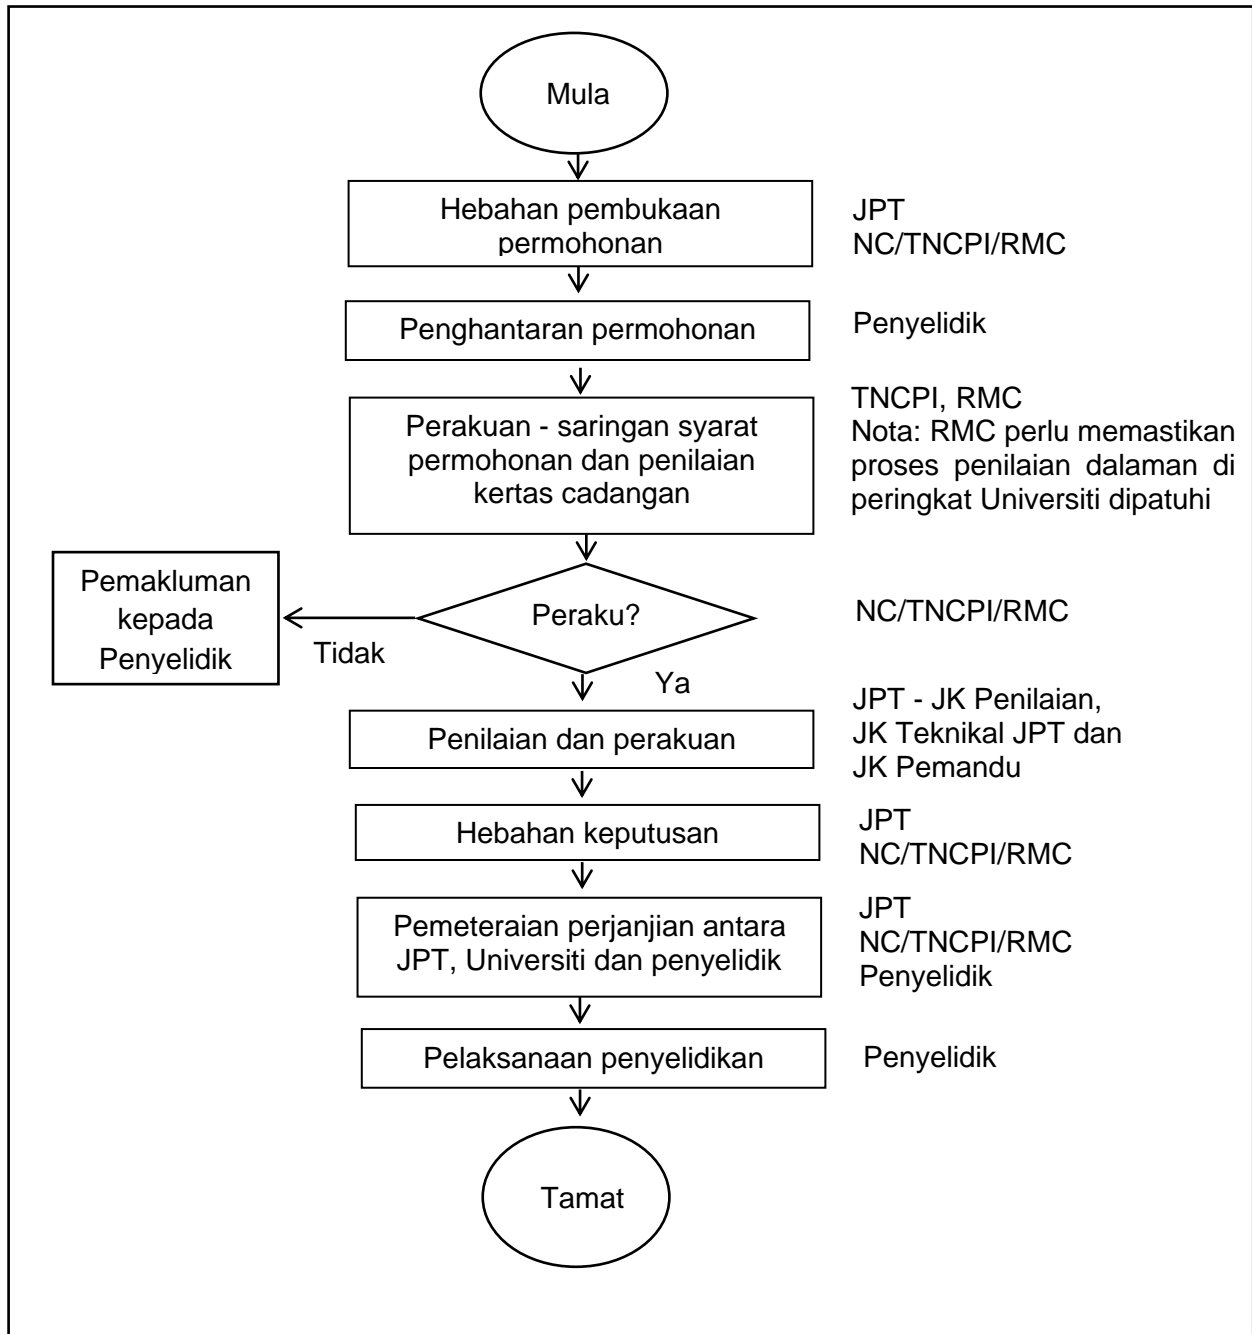 Mula
Hebahan pembukaan
permohonan
JPT
NC/TNCPI/RMC
Penghantaran permohonan
Penyelidik
Perakuan - saringan syarat
permohonan dan penilaian
kertas cadangan
TNCPI, RMC
Nota: RMC perlu memastikan
proses penilaian dalaman di
peringkat Universiti dipatuhi
Pemakluman
kepada
Penyelidik
Tidak
Peraku?
NC/TNCPI/RMC
Ya
Penilaian dan perakuan
JPT - JK Penilaian,
JK Teknikal JPT dan
JK Pemandu
Hebahan keputusan
JPT
NC/TNCPI/RMC
Pemeteraian perjanjian antara
JPT, Universiti dan penyelidik
JPT
NC/TNCPI/RMC
Penyelidik
Pelaksanaan penyelidikan
Penyelidik
Tamat